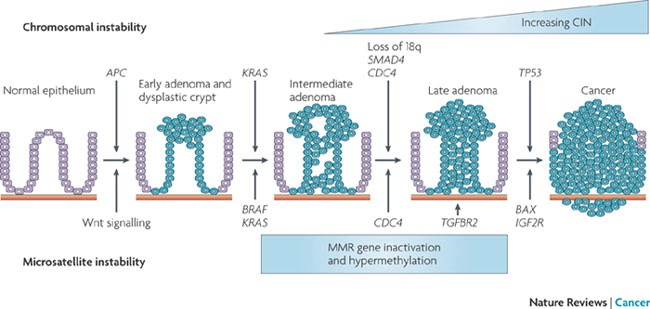 Chromosomal instability
Increasing CIN
Loss of 18q
SMAD4
CDC4
APC
KRAS
TP53
Normal epithelium
Early adenoma and
dysplastic crypt
Intermediate
adenoma
Late adenoma
Cancer
Wnt signalling
BRAF
KRAS
CDC4
TGFBR2
BAX
IGF2R
MMR gene inactivation
and hypermethylation
Microsatellite instability
Nature Reviews | Cancer